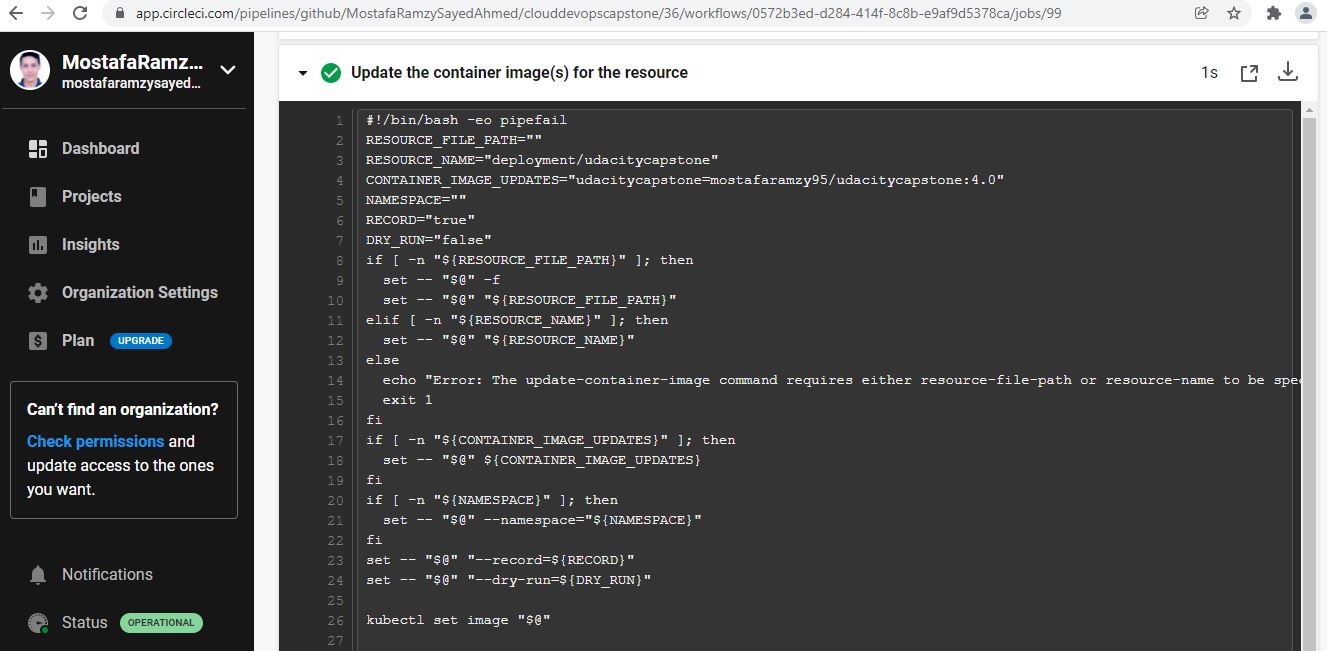 app.circleci.com/pipelines/github/MostafaRamzySayedAhmed/clouddevopscapstone/36/workflows/0572b3ed-d284-414f-8c8b-e9af9d5378ca/jobs/99
MostafaRamz...
mostafaramzysayed...
Dashboard
Projects
Insights
Organization Settings
Plan UPGRADE
Can't find an organization?
Check permissions and
update access to the ones
you want.
Notifications
Status OPERATIONAL
Update the container image(s) for the resource 1s
1 #!/bin/bash -eo pipefail
2 RESOURCE_FILE_PATH=""
3 RESOURCE_NAME="deployment/udacitycapstone"
4 CONTAINER_IMAGE_UPDATES="udacitycapstone=mostafaramzy95/udacitycapstone:4.0"
5 NAMESPACE=""
6 RECORD="true"
7 DRY_RUN="false"
8 if [ -n "${RESOURCE_FILE_PATH}" ]; then
9   set -- "$@" -f
10   set -- "$@" "${RESOURCE_FILE_PATH}"
11 elif [ -n "${RESOURCE_NAME}" ]; then
12   set -- "$@" "${RESOURCE_NAME}"
13 else
14   echo "Error: The update-container-image command requires either resource-file-path or resource-name to be spec
15   exit 1
16 fi
17 if [ -n "${CONTAINER_IMAGE_UPDATES}" ]; then
18   set -- "$@" ${CONTAINER_IMAGE_UPDATES}
19 fi
20 if [ -n "${NAMESPACE}" ]; then
21   set -- "$@" --namespace="${NAMESPACE}"
22 fi
23 set -- "$@" "--record=${RECORD}"
24 set -- "$@" "--dry-run=${DRY_RUN}"
25
26 kubectl set image "$@"
27